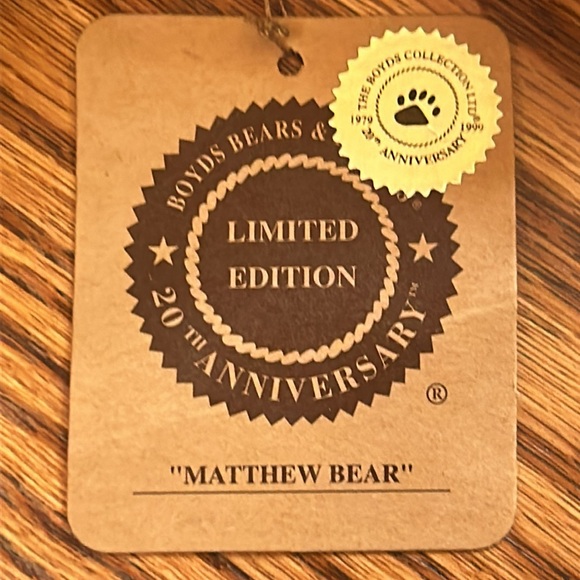 THE BOYDS COLLECTION LTD®
1979 1999
20th ANNIVERSARY
BOYDS BEARS &
LIMITED
EDITION
20TH ANNIVERSARY™
®
"MATTHEW BEAR"